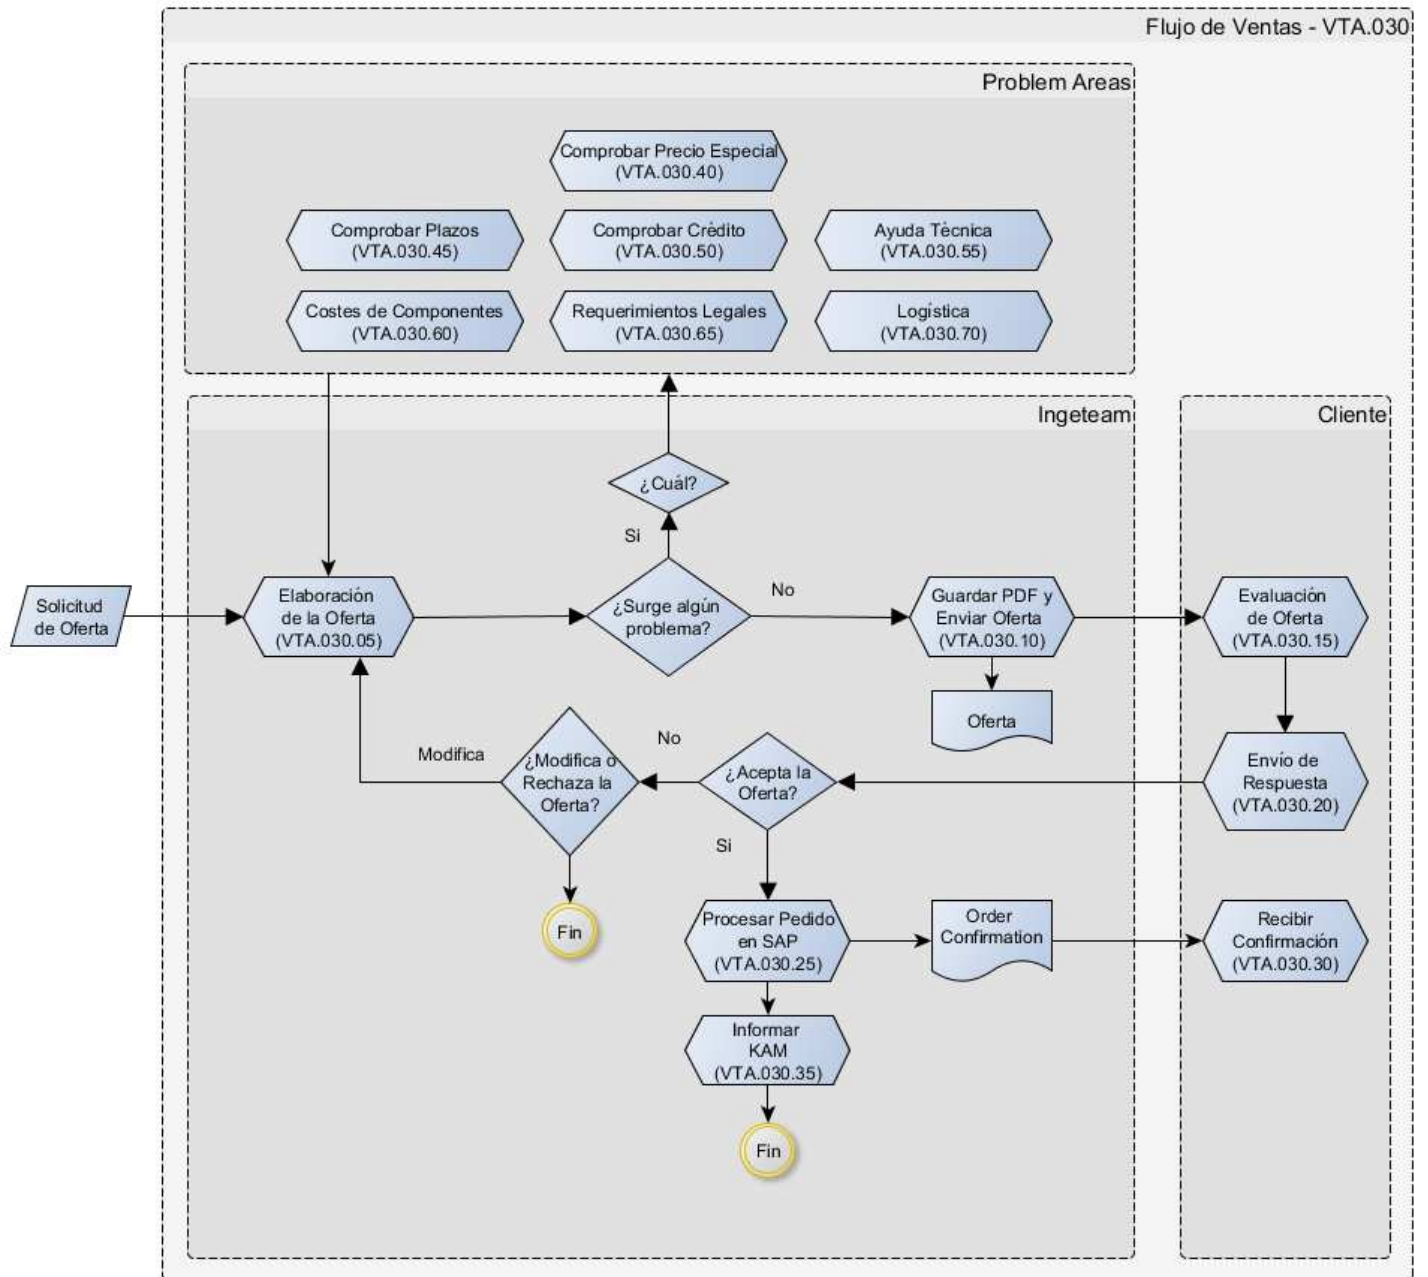 Flujo de Ventas - VTA.030
Problem Areas
Comprobar Precio Especial
(VTA.030.40)
Comprobar Plazos
(VTA.030.45)
Comprobar Crèdito
(VTA.030.50)
Ayuda Tècnica
(VTA.030.55)
Costes de Componentes
(VTA.030.60)
Requerimientos Legales
(VTA.030.65)
Logística
(VTA.030.70)
Ingeteam
Cliente
¿Cuál?
Si
Solicitud
de Oferta
Elaboración
de la Oferta
(VTA.030.05)
¿Surge algún
problema?
No
Guardar PDF y
Enviar Oferta
(VTA.030.10)
Evaluación
de Oferta
(VTA.030.15)
Oferta
Modifica
¿Modifica o
Rechaza la
Oferta?
No
¿Acepta la
Oferta?
Envío de
Respuesta
(VTA.030.20)
Si
Fin
Procesar Pedido
en SAP
(VTA.030.25)
Order
Confirmation
Recibir
Confirmación
(VTA.030.30)
Informar
KAM
(VTA.030.35)
Fin